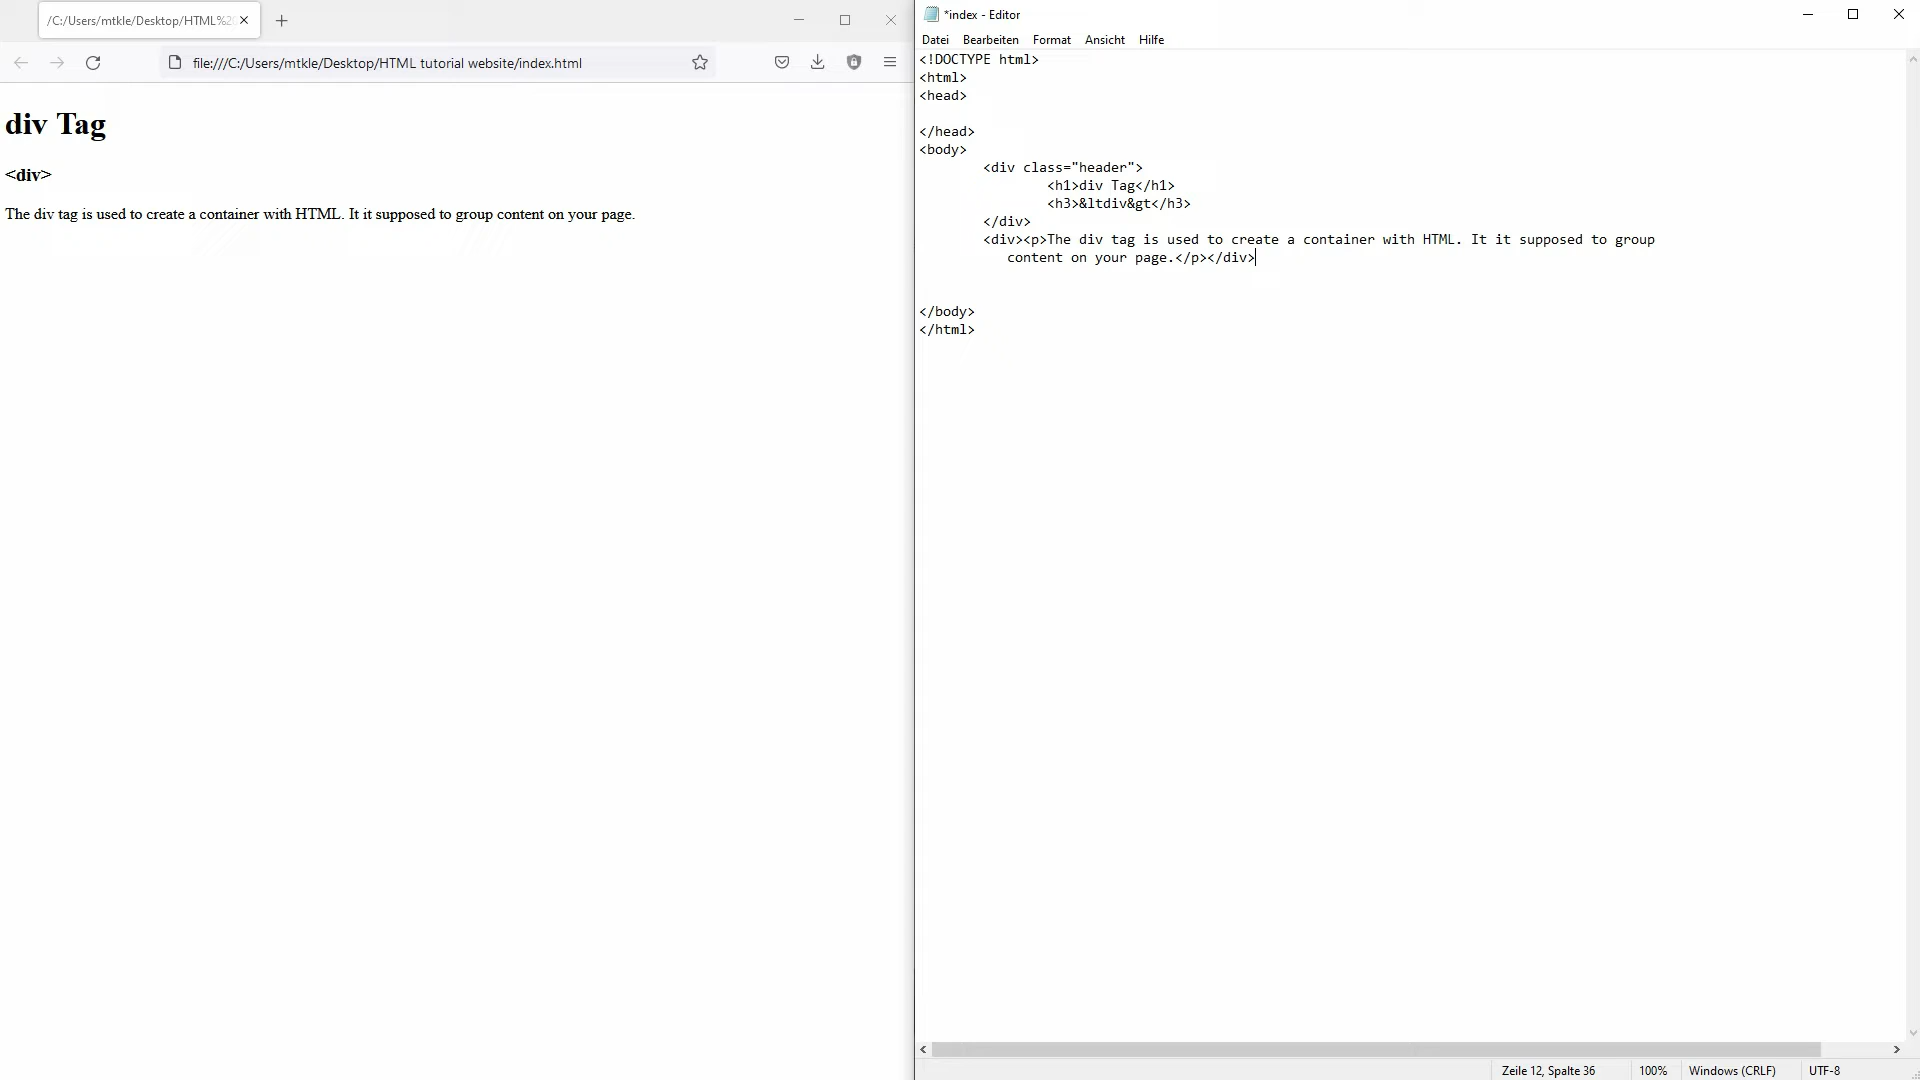 /C:/Users/mtkle/Desktop/HTML%20
file:///C:/Users/mtkle/Desktop/HTML tutorial website/index.html
div Tag
<div>
The div tag is used to create a container with HTML. It it supposed to group content on your page.
*index - Editor
Datei Bearbeiten Format Ansicht Hilfe
<!DOCTYPE html>
<html>
<head>
</head>
<body>
<div class="header">
<h1>div Tag</h1>
<h3>&ltdiv&gt</h3>
</div>
<div><p>The div tag is used to create a container with HTML. It it supposed to group
content on your page.</p></div>
</body>
</html>
Zeile 12, Spalte 36 100% Windows (CRLF) UTF-8